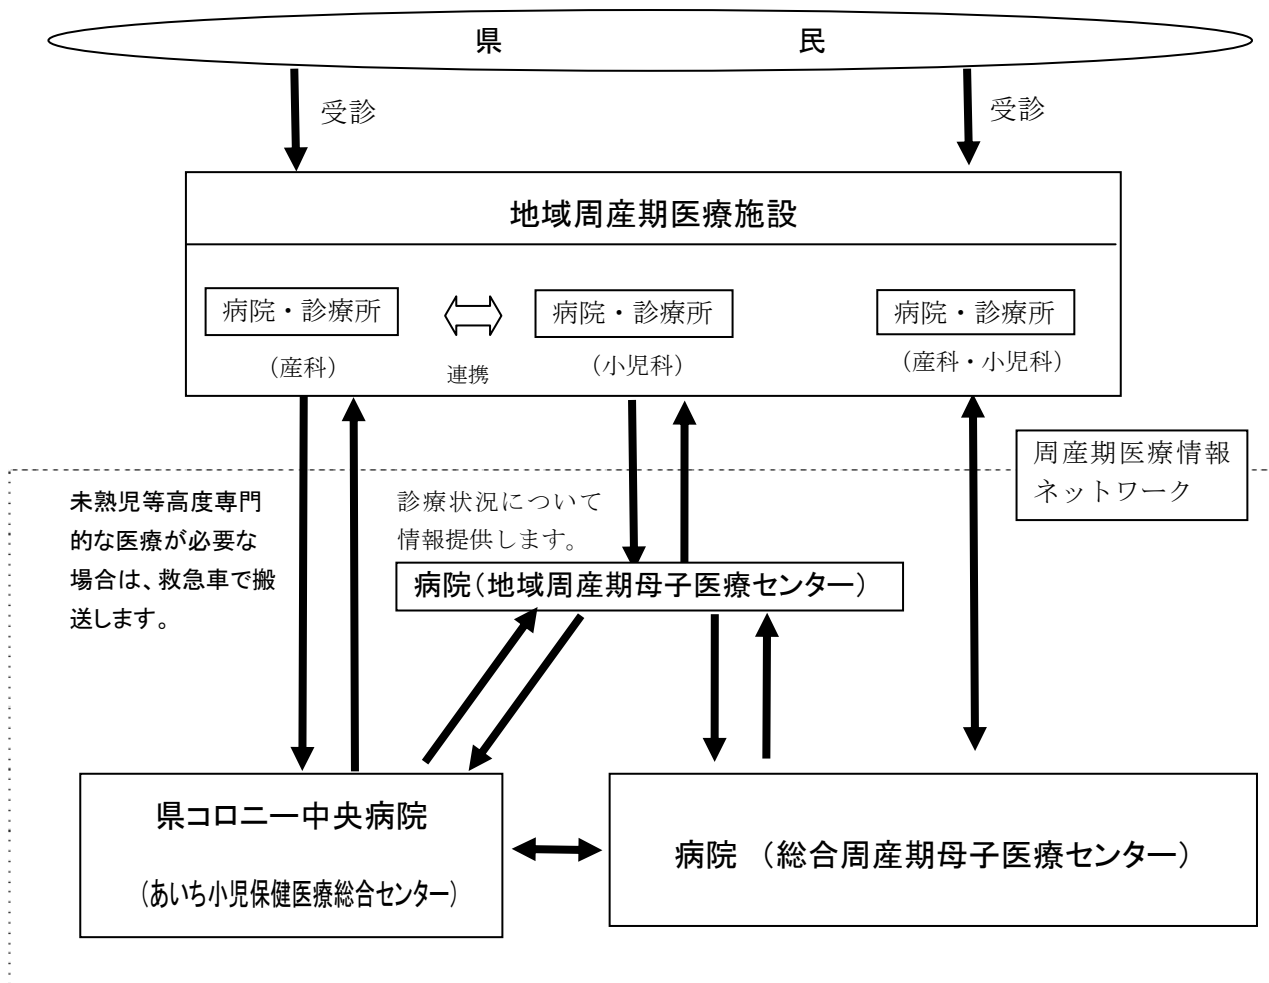 県 民
受診
受診
地域周産期医療施設
病院・診療所
病院・診療所
病院・診療所
(産科)
連携
(小児科)
(産科・小児科)
周産期医療情報
ネットワーク
未熟児等高度専門
的な医療が必要な
場合は、救急車で搬
送します。
診療状況について
情報提供します。
病院(地域周産期母子医療センター)
県コロニー中央病院
(あいち小児保健医療総合センター)
病院 (総合周産期母子医療センター)